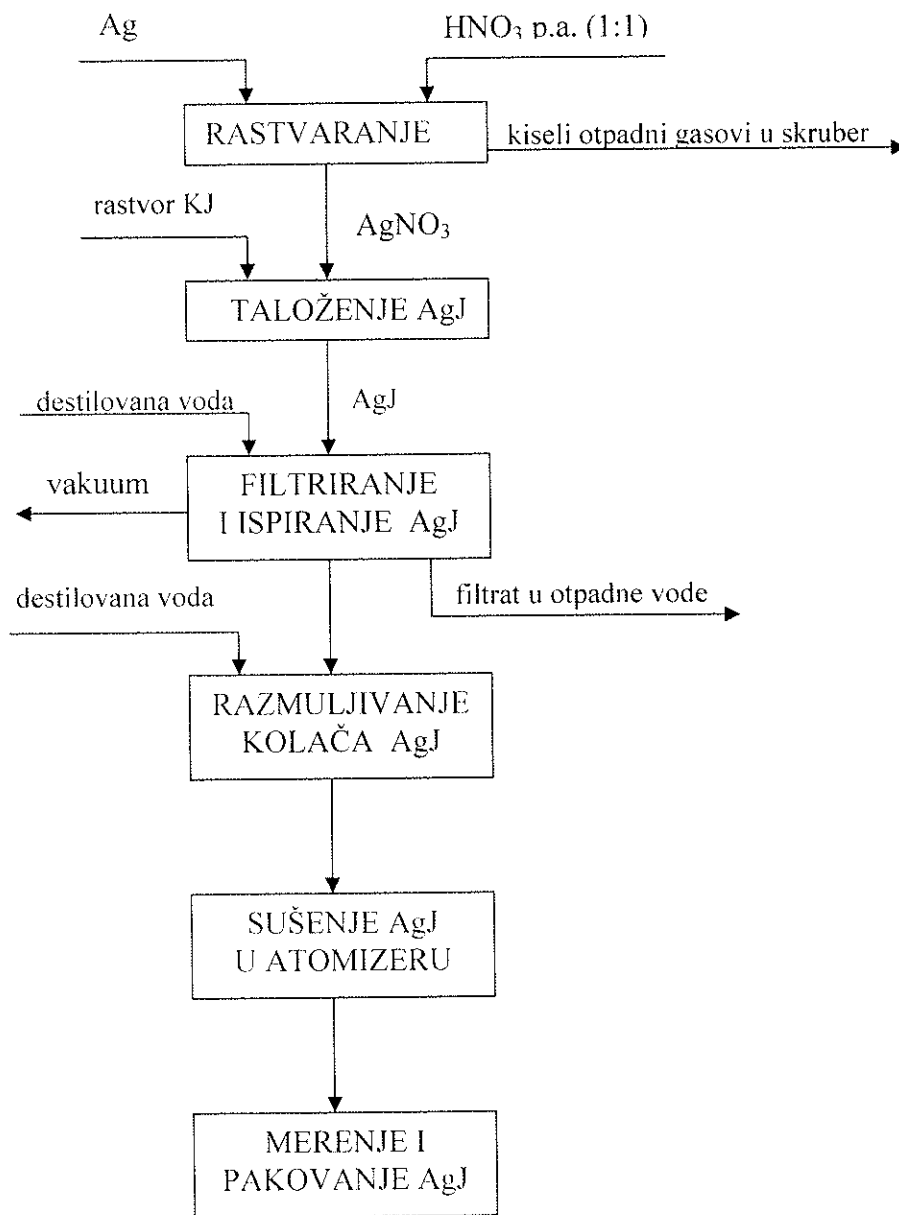 Ag
HNO₃ p.a. (1:1)
RASTVARANJE
kiseli otpadni gasovi u skruber
rastvor KJ
AgNO₃
TALOŽENJE AgJ
destilovana voda
AgJ
vakuum
FILTRIRANJE
I ISPIRANJE AgJ
destilovana voda
filtrat u otpadne vode
RAZMULJIVANJE
KOLAČA AgJ
SUŠENJE AgJ
U ATOMIZERU
MERENJE I
PAKOVANJE AgJ